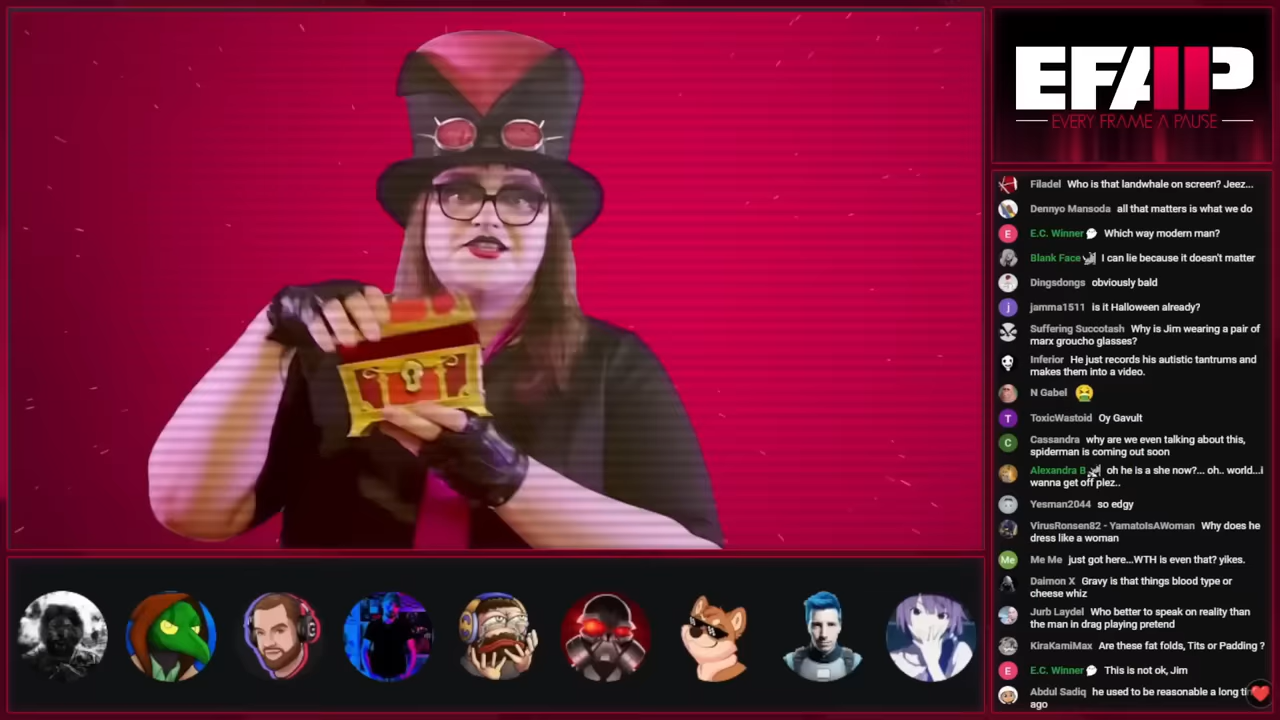 EFAP
EVERY FRAME A PAUSE
Filadel Who is that landwhale on screen? Jeez...
Dennyo Mansoda all that matters is what we do
E E.C. Winner Which way modern man?
Blank Face I can lie because it doesn't matter
Dingsdongs obviously bald
j jamma1511 is it Halloween already?
Suffering Succotash Why is Jim wearing a pair of
marx groucho glasses?
Inferior He just records his autistic tantrums and
makes them into a video.
N Gabel 🤮
T ToxicWastoid Oy Gavult
C Cassandra why are we even talking about this,
spiderman is coming out soon
Alexandra B oh he is a she now?... oh.. world...i
wanna get off plez..
Yesman2044 so edgy
VirusRonsen82 - YamatoIsAWoman Why does he
dress like a woman
Me Me Me just got here...WTH is even that? yikes.
Daimon X Gravy is that things blood type or
cheese whiz
Jurb Laydel Who better to speak on reality than
the man in drag playing pretend
KiraKamiMax Are these fat folds, Tits or Padding ?
E E.C. Winner This is not ok, Jim
Abdul Sadiq he used to be reasonable a long
ago